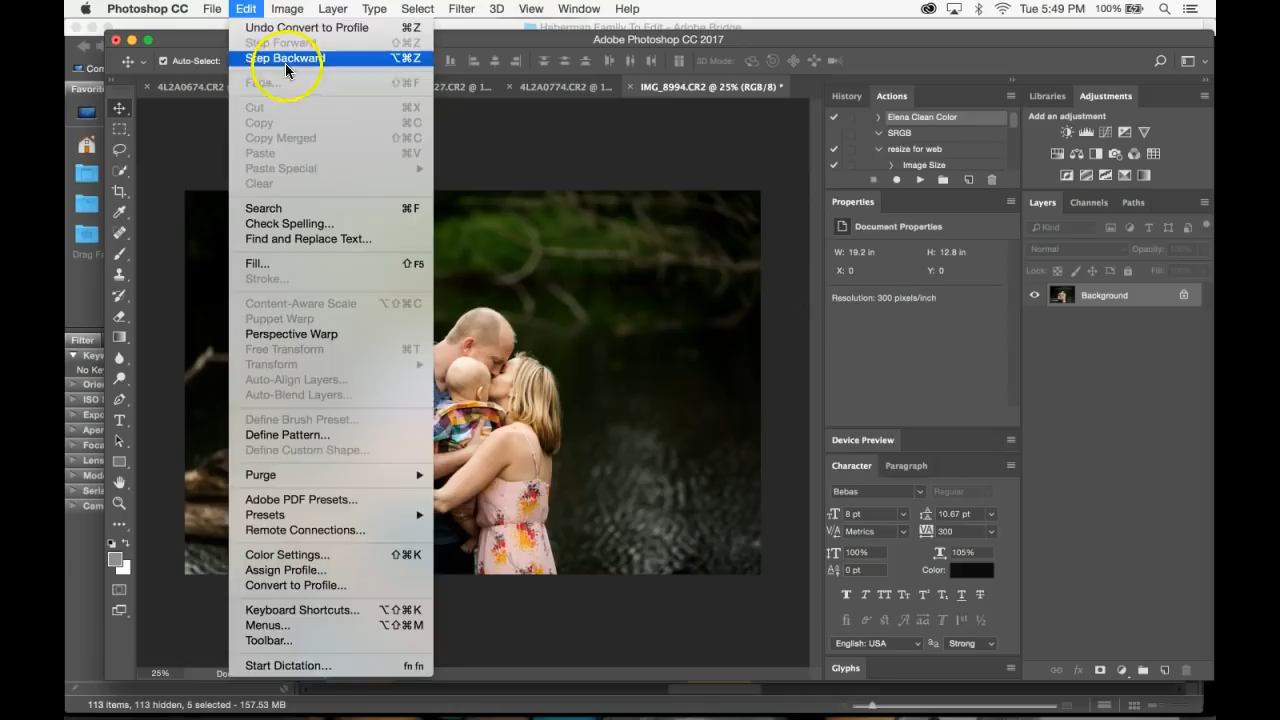 Photoshop CC File Edit Image Layer Type Select Filter 3D View Window Help Tue 5:49 PM 100%
Haberman Family To Edit - Adobe Bridge
Adobe Photoshop CC 2017
Auto-Select: 3D Mode:
4L2A0674.CR2 @ 27.CR2 @ 1... 4L2A0774.CR2 @ 1... IMG_8994.CR2 @ 25% (RGB/8) *
Undo Convert to Profile ⌘Z
Step Forward ⇧⌘Z
Step Backward ⌥⌘Z
Fade... ⇧⌘F
Cut ⌘X
Copy ⌘C
Copy Merged ⇧⌘C
Paste ⌘V
Paste Special
Clear
Search ⌘F
Check Spelling...
Find and Replace Text...
Fill... ⇧F5
Stroke...
Content-Aware Scale ⌥⇧⌘C
Puppet Warp
Perspective Warp
Free Transform ⌘T
Transform
Auto-Align Layers...
Auto-Blend Layers...
Define Brush Preset...
Define Pattern...
Define Custom Shape...
Purge
Adobe PDF Presets...
Presets
Remote Connections...
Color Settings... ⇧⌘K
Assign Profile...
Convert to Profile...
Keyboard Shortcuts... ⌥⇧⌘K
Menus... ⌥⇧⌘M
Toolbar...
Start Dictation... fn fn
Com
Favorit
Drag Fa
Filter
Keyw
No Key
Orien
ISO
Expo
Aper
Foca
Lens
Mod
Seria
Cam
25% Do
History Actions
Elena Clean Color
SRGB
resize for web
Image Size
Properties
Document Properties
W: 19.2 in H: 12.8 in
X: 0 Y: 0
Resolution: 300 pixels/inch
Device Preview
Character Paragraph
Bebas Regular
8 pt 10.67 pt
Metrics 300
100% 105%
0 pt Color:
English: USA Strong
Glyphs
Libraries Adjustments
Add an adjustment
Layers Channels Paths
Kind
Normal Opacity: 100%
Lock: Fill:
Background
113 items, 113 hidden, 5 selected - 97.53 MB